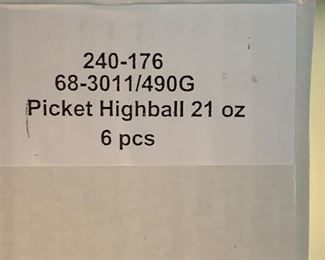 240-176
68-3011/490G
Picket Highball 21 oz
6 pcs